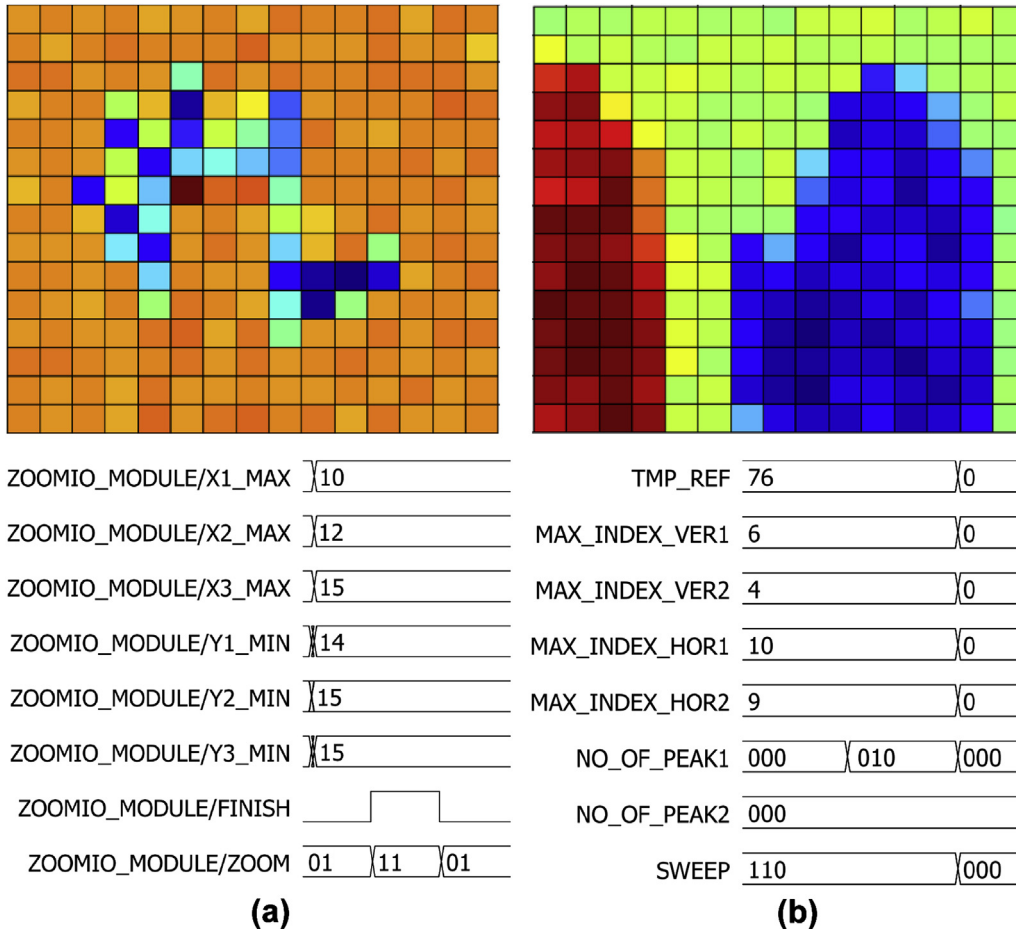 ZOOMIO_MODULE/X1_MAX 10
ZOOMIO_MODULE/X2_MAX 12
ZOOMIO_MODULE/X3_MAX 15
ZOOMIO_MODULE/Y1_MIN 14
ZOOMIO_MODULE/Y2_MIN 15
ZOOMIO_MODULE/Y3_MIN 15
ZOOMIO_MODULE/FINISH
ZOOMIO_MODULE/ZOOM 01 11 01
(a)
TMP_REF 76 0
MAX_INDEX_VER1 6 0
MAX_INDEX_VER2 4 0
MAX_INDEX_HOR1 10 0
MAX_INDEX_HOR2 9 0
NO_OF_PEAK1 000 010 000
NO_OF_PEAK2 000
SWEEP 110 000
(b)